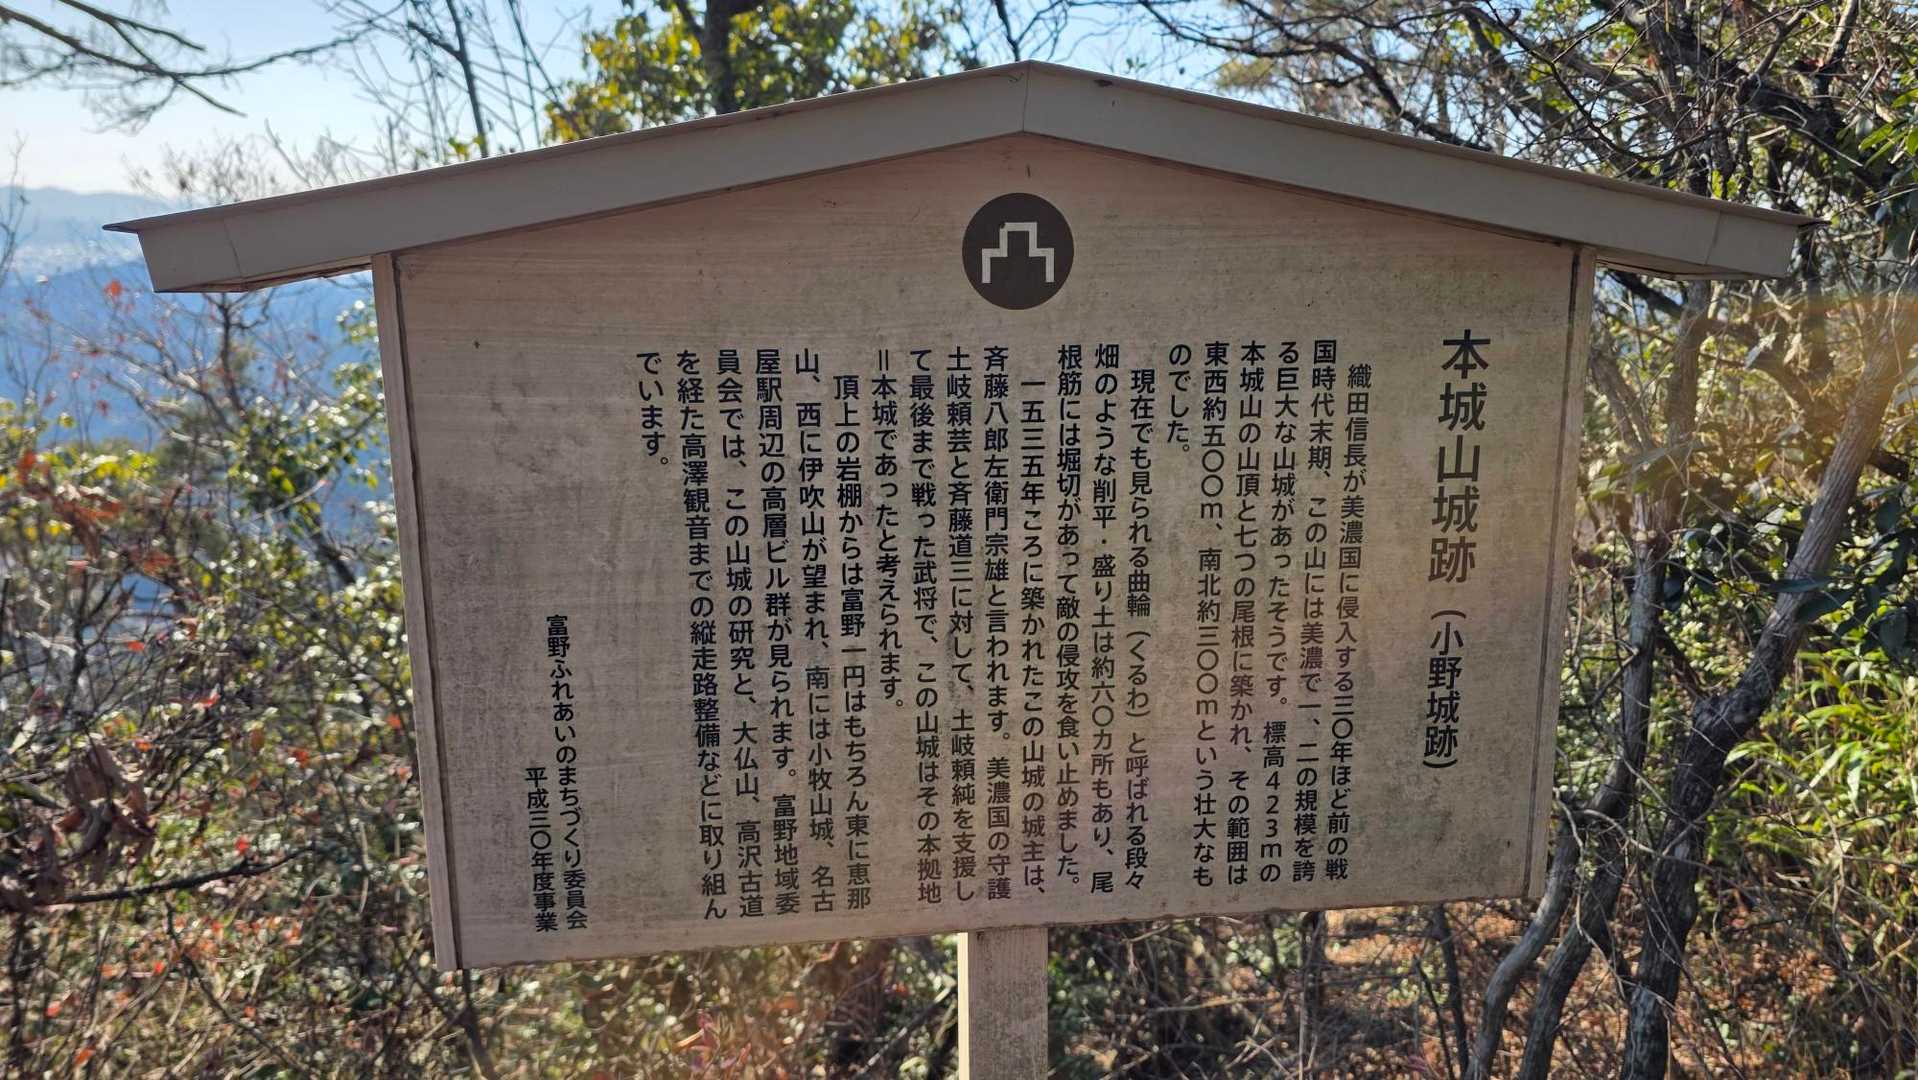 本城山城跡（小野城跡）
織田信長が美濃国に侵入する三〇年ほど前の戦
国時代末期、この山には美濃で一、二の規模を誇
る巨大な山城があったそうです。標高４２３ｍの
本城山の山頂と七つの尾根に築かれ、その範囲は
東西約五〇〇ｍ、南北約三〇〇ｍという壮大なも
のでした。
現在でも見られる曲輪（くるわ）と呼ばれる段々
畑のような削平・盛り土は約六〇カ所もあり、尾
根筋には堀切があって敵の侵攻を食い止めました。
一五三五年ころに築かれたこの山城の城主は、
斉藤八郎左衛門宗雄と言われます。美濃国の守護
土岐頼芸と斉藤道三に対して、土岐頼純を支援し
て最後まで戦った武将で、この山城はその本拠地
＝本城であったと考えられます。
頂上の岩棚からは富野一円はもちろん東に恵那
山、西に伊吹山が望まれ、南には小牧山城、名古
屋駅周辺の高層ビル群が見られます。富野地域委
員会では、この山城の研究と、大仏山、高沢古道
を経た高澤観音までの縦走路整備などに取り組ん
でいます。
富野ふれあいのまちづくり委員会
平成三〇年度事業